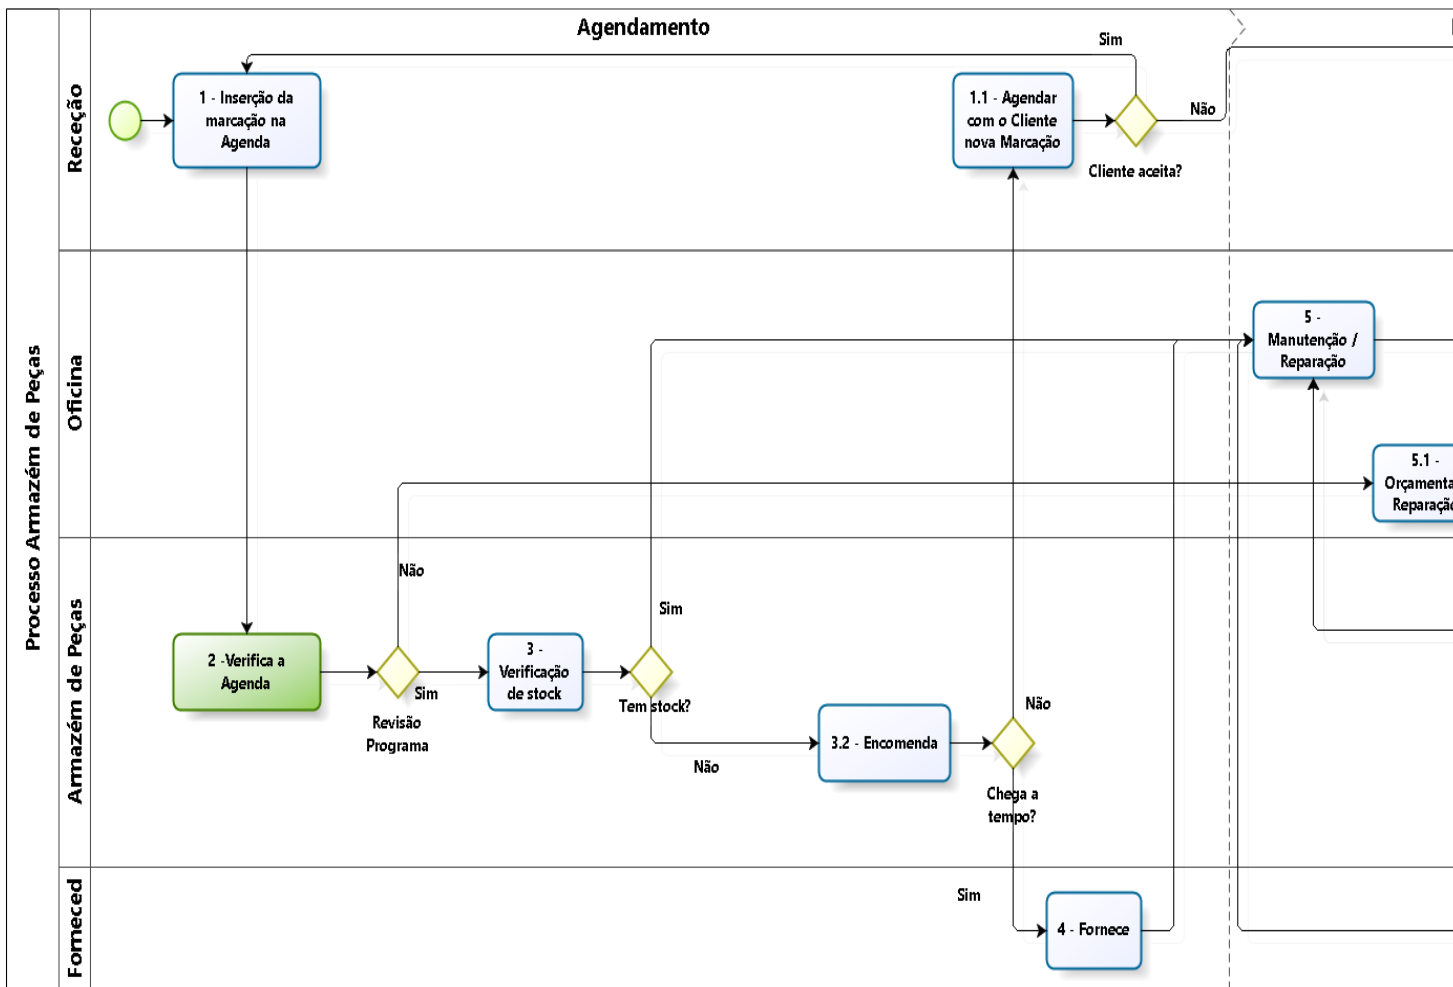 Agendamento
Processo Armazém de Peças
Receção
1 - Inserção da
marcação na
Agenda
1.1 - Agendar
com o Cliente
nova Marcação
Sim
Não
Cliente aceita?
Oficina
5 -
Manutenção /
Reparação
5.1 -
Reparação
Armazém de Peças
Não
2 -Verifica a
Agenda
Sim
Revisão
Programa
3 -
Verificação
de stock
Sim
Tem stock?
Não
3.2 - Encomenda
Não
Chega a
tempo?
Forneced
Sim
4 - Fornece